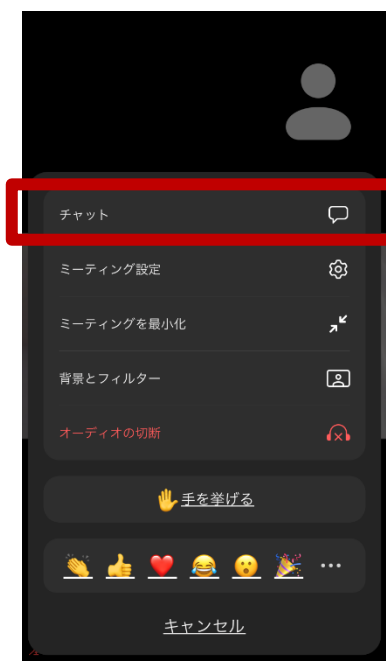 チャット
ミーティング設定
ミーティングを最小化
背景とフィルター
オーディオの切断
✋手を挙げる
👏 👍 ❤️ 😂 😮 🎉 ···
キャンセル